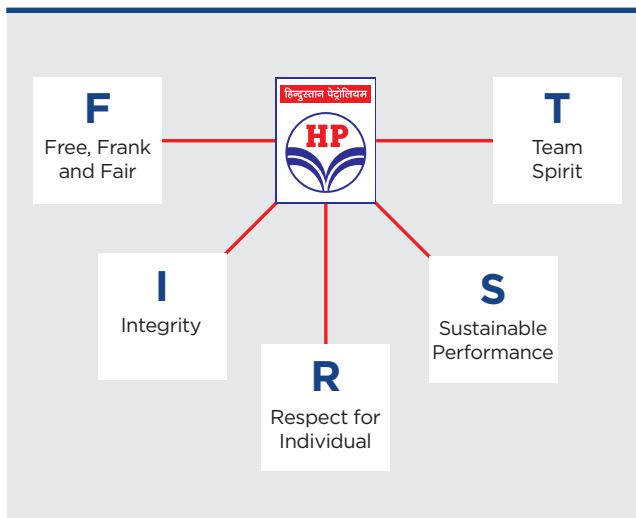 हिन्दुस्तान पेट्रोलियम
HP
F
Free, Frank
and Fair
T
Team
Spirit
I
Integrity
S
Sustainable
Performance
R
Respect for
Individual